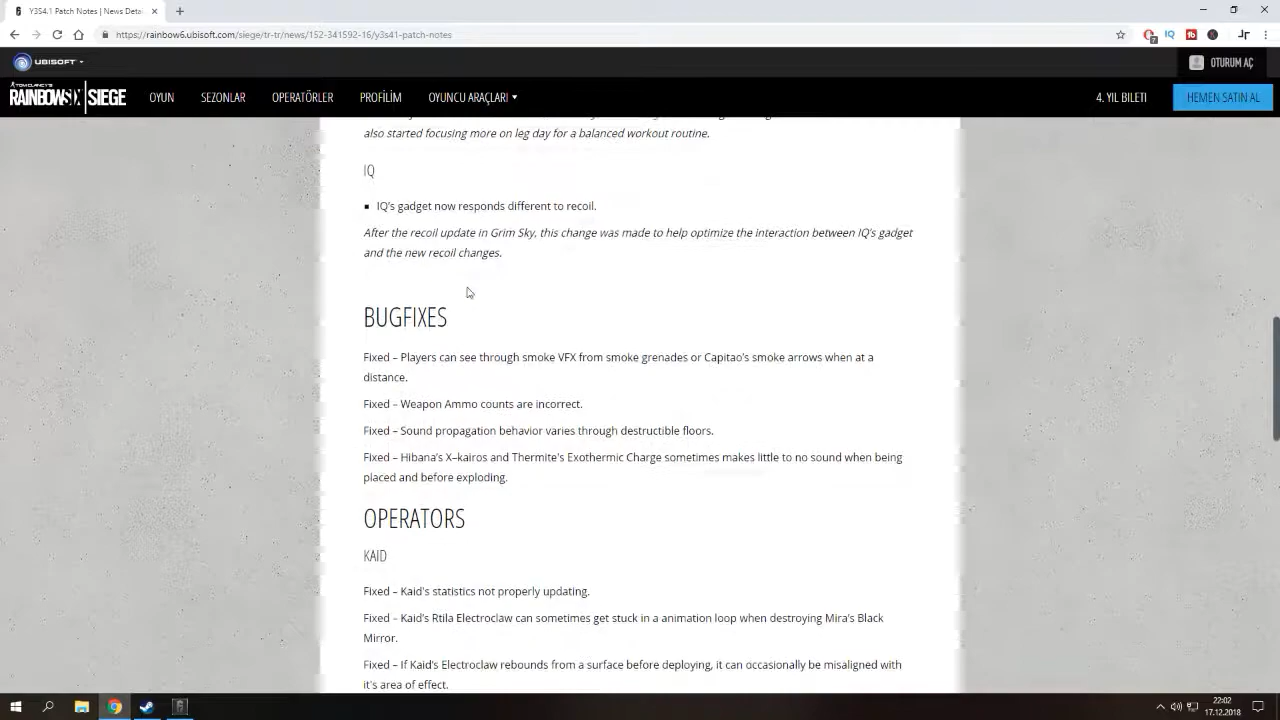 Y3S4.1 Patch Notes | News Deta
https://rainbow6.ubisoft.com/siege/tr-tr/news/152-341592-16/y3s41-patch-notes
UBISOFT
OTURUM AÇ
TOM CLANCY'S
RAINBOWSIX | SIEGE
OYUN
SEZONLAR
OPERATÖRLER
PROFİLİM
OYUNCU ARAÇLARI
4. YIL BILETI
HEMEN SATIN AL
also started focusing more on leg day for a balanced workout routine.
IQ
IQ's gadget now responds different to recoil.
After the recoil update in Grim Sky, this change was made to help optimize the interaction between IQ's gadget
and the new recoil changes.
BUGFIXES
Fixed – Players can see through smoke VFX from smoke grenades or Capitao's smoke arrows when at a
distance.
Fixed – Weapon Ammo counts are incorrect.
Fixed – Sound propagation behavior varies through destructible floors.
Fixed – Hibana's X-kairos and Thermite's Exothermic Charge sometimes makes little to no sound when being
placed and before exploding.
OPERATORS
KAID
Fixed – Kaid's statistics not properly updating.
Fixed – Kaid's Rtila Electroclaw can sometimes get stuck in a animation loop when destroying Mira's Black
Mirror.
Fixed – If Kaid's Electroclaw rebounds from a surface before deploying, it can occasionally be misaligned with
it's area of effect.
22:02
17.12.2018